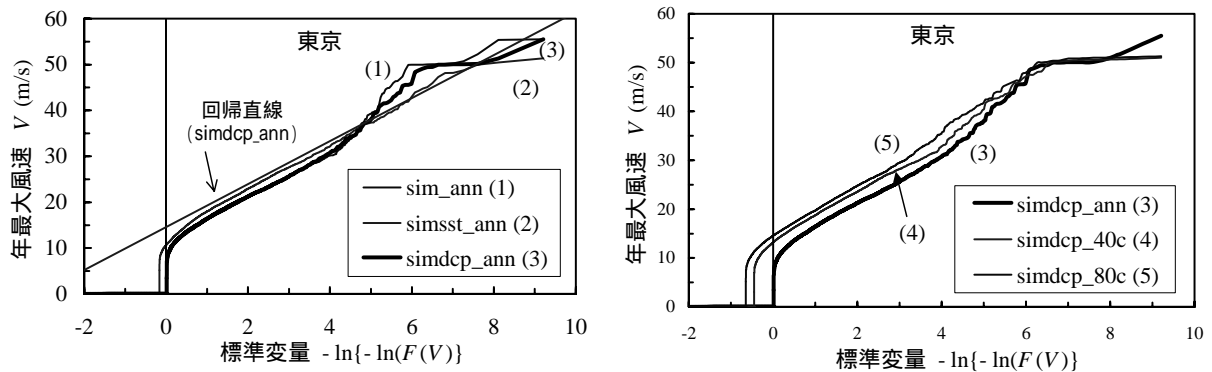 60
50
40
30
20
10
0
年最大風速 V (m/s)
東京
(1)
(3)
(2)
回帰直線
(simdcp_ann)
sim_ann (1)
simsst_ann (2)
simdcp_ann (3)
-2 0 2 4 6 8 10
標準変量 - ln{- ln(F(V)}
60
50
40
30
20
10
0
年最大風速 V (m/s)
東京
(5)
(3)
(4)
simdcp_ann (3)
simdcp_40c (4)
simdcp_80c (5)
-2 0 2 4 6 8 10
標準変量 - ln{- ln(F(V)}